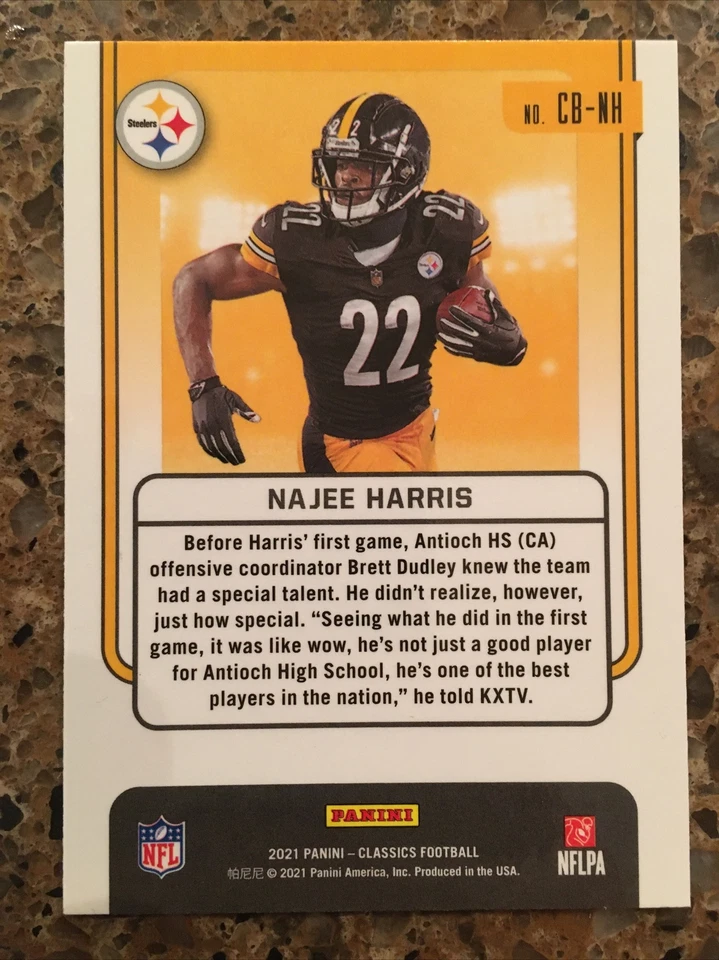 Steelers
NO. CB-NH
22
22
22
22
NAJEE HARRIS
Before Harris' first game, Antioch HS (CA)
offensive coordinator Brett Dudley knew the team
had a special talent. He didn't realize, however,
just how special. “Seeing what he did in the first
game, it was like wow, he's not just a good player
for Antioch High School, he's one of the best
players in the nation,” he told KXTV.
PANINI
NFL
NFLPA
2021 PANINI – CLASSICS FOOTBALL
帕尼尼 © 2021 Panini America, Inc. Produced in the USA.